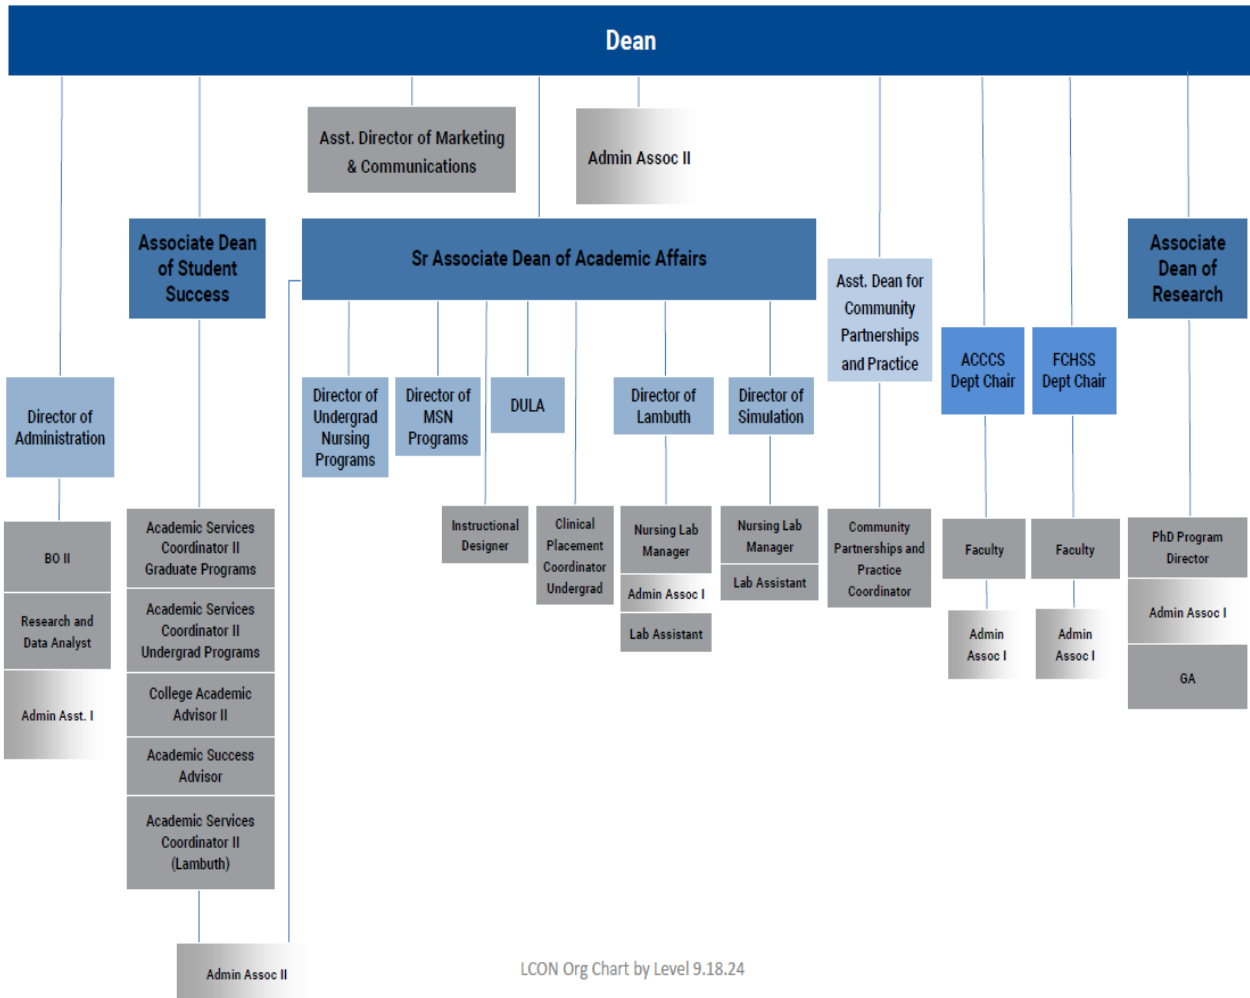 Dean
Asst. Director of Marketing
& Communications
Admin Assoc II
Associate Dean
of Student
Success
Sr Associate Dean of Academic Affairs
Asst. Dean for
Community
Partnerships
and Practice
Associate
Dean of
Research
ACCCS
Dept Chair
FCHSS
Dept Chair
Director of
Administration
Director of
Undergrad
Nursing
Programs
Director of
MSN
Programs
DULA
Director of
Lambuth
Director of
Simulation
BO II
Research and
Data Analyst
Admin Asst. I
Academic Services
Coordinator II
Graduate Programs
Academic Services
Coordinator II
Undergrad Programs
College Academic
Advisor II
Academic Success
Advisor
Academic Services
Coordinator II
(Lambuth)
Instructional
Designer
Clinical
Placement
Coordinator
Undergrad
Nursing Lab
Manager
Admin Assoc I
Lab Assistant
Nursing Lab
Manager
Lab Assistant
Community
Partnerships and
Practice
Coordinator
Faculty
Admin
Assoc I
Faculty
Admin
Assoc I
PhD Program
Director
Admin Assoc I
GA
Admin Assoc II
LCON Org Chart by Level 9.18.24